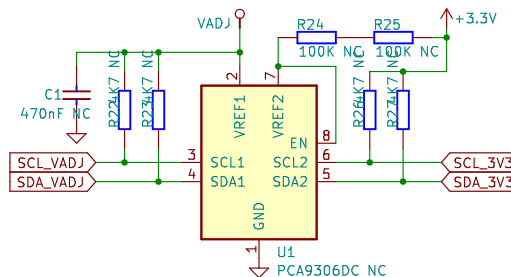 VADJ
R24
R25
+3.3V
100K NC
100K NC
C1
470nF NC
R22
4K7 NC
R23
4K7 NC
2
VREF1
7
VREF2
R26
4K7 NC
R27
4K7 NC
EN
8
SCL_VADJ
3
SCL1
SCL2
6
SCL_3V3
SDA_VADJ
4
SDA1
SDA2
5
SDA_3V3
GND
1
U1
PCA9306DC NC